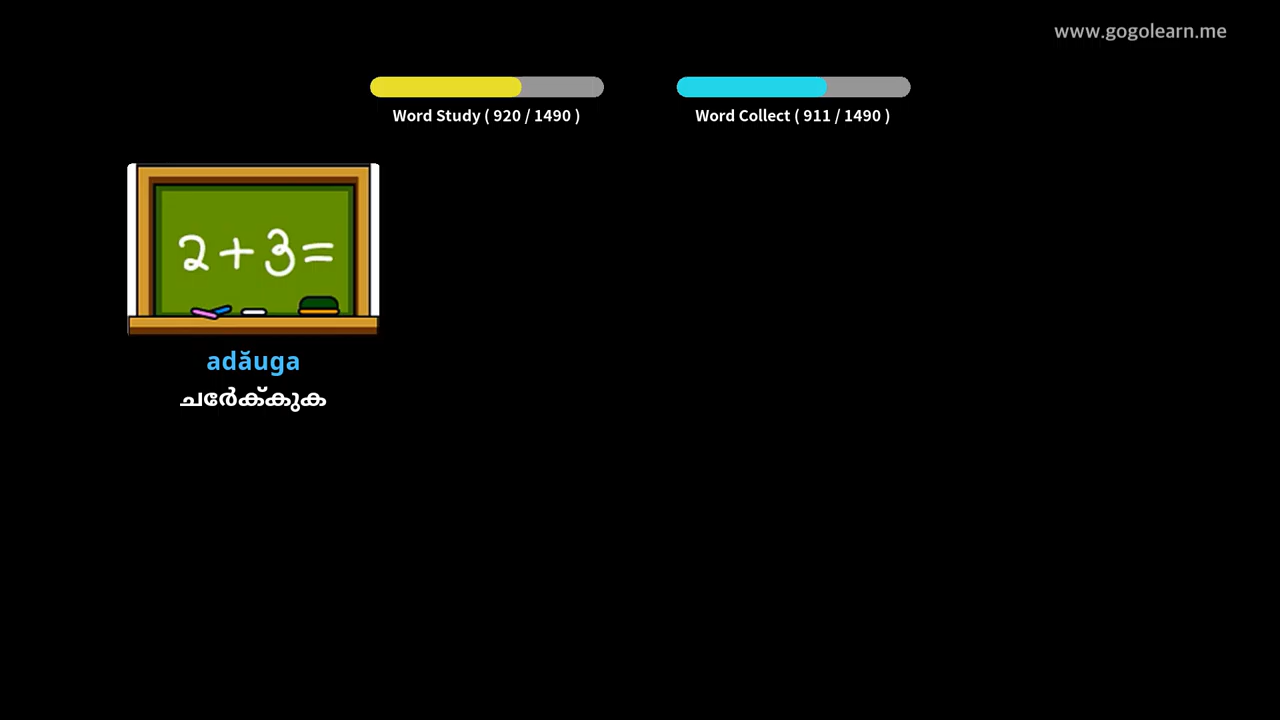 www.gogolearn.me
Word Study ( 920 / 1490 )
Word Collect ( 911 / 1490 )
2+3=
adăuga
ചേർക്കുക